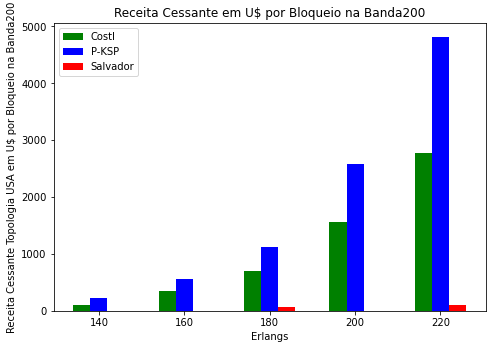 Receita Cessante em U$ por Bloqueio na Banda200
Receita Cessante Topologia USA em U$ por Bloqueio na Banda200
CostI
P-KSP
Salvador
5000
4000
3000
2000
1000
0
140
160
180
200
220
Erlangs